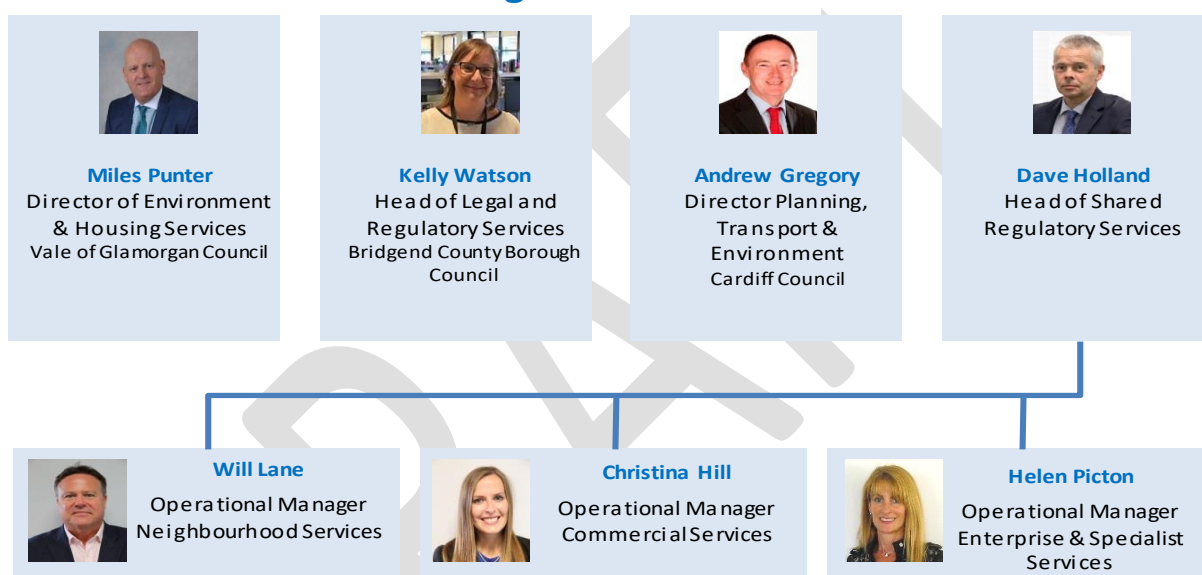 Miles Punter
Director of Environment
& Housing Services
Vale of Glamorgan Council
Kelly Watson
Head of Legal and
Regulatory Services
Bridgend County Borough
Council
Andrew Gregory
Director Planning,
Transport &
Environment
Cardiff Council
Dave Holland
Head of Shared
Regulatory Services
Will Lane
Operational Manager
Neighbourhood Services
Christina Hill
Operational Manager
Commercial Services
Helen Picton
Operational Manager
Enterprise & Specialist
Services